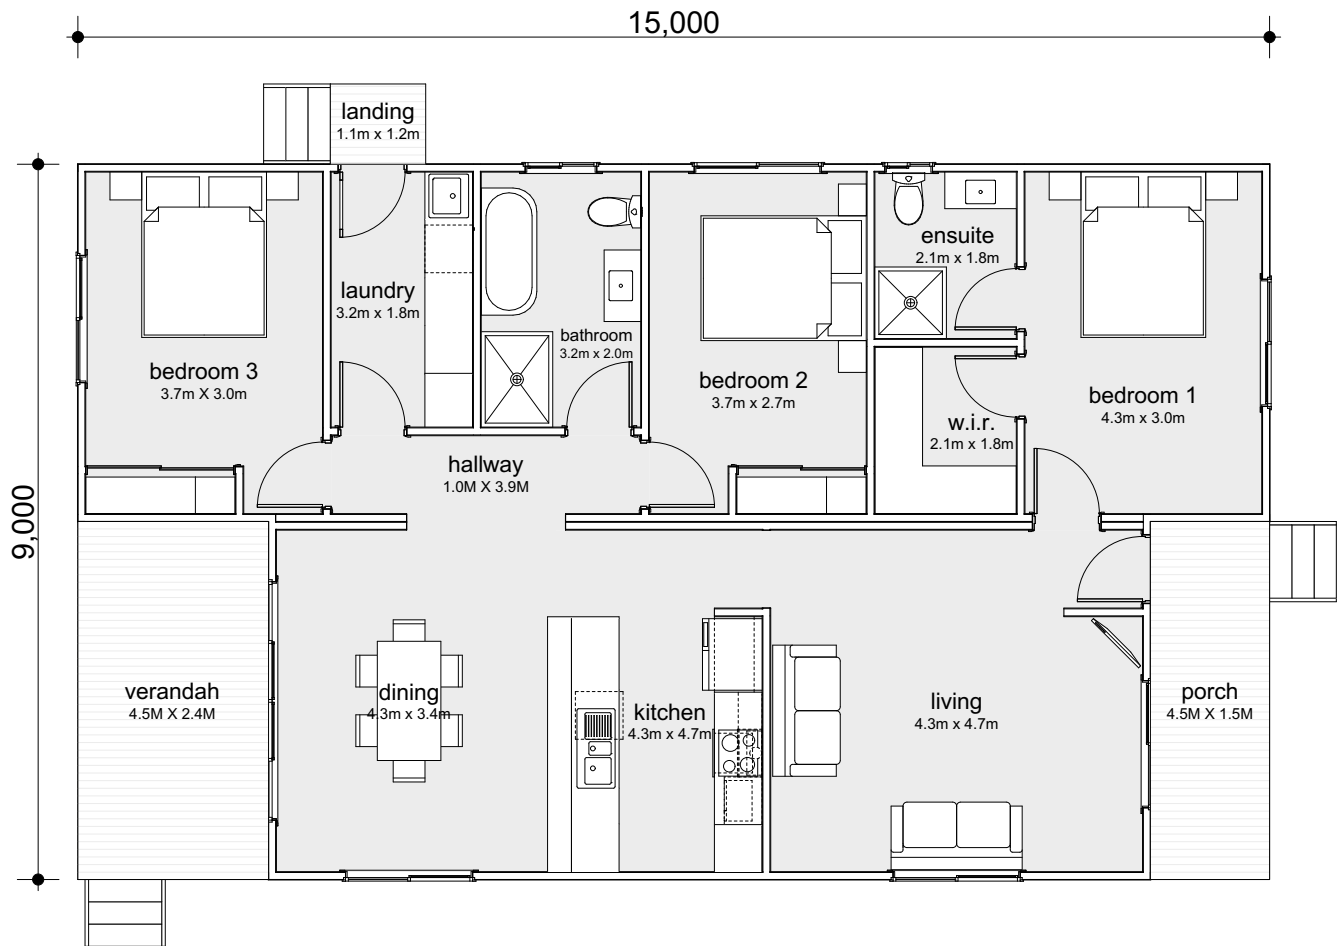 15,000
landing
1.1m x 1.2m
ensuite
2.1m x 1.8m
laundry
3.2m x 1.8m
bathroom
3.2m x 2.0m
bedroom 3
3.7m X 3.0m
bedroom 2
3.7m x 2.7m
bedroom 1
4.3m x 3.0m
w.i.r.
2.1m x 1.8m
hallway
1.0M X 3.9M
9,000
verandah
4.5M X 2.4M
dining
4.3m x 3.4m
kitchen
4.3m x 4.7m
living
4.3m x 4.7m
porch
4.5M X 1.5M